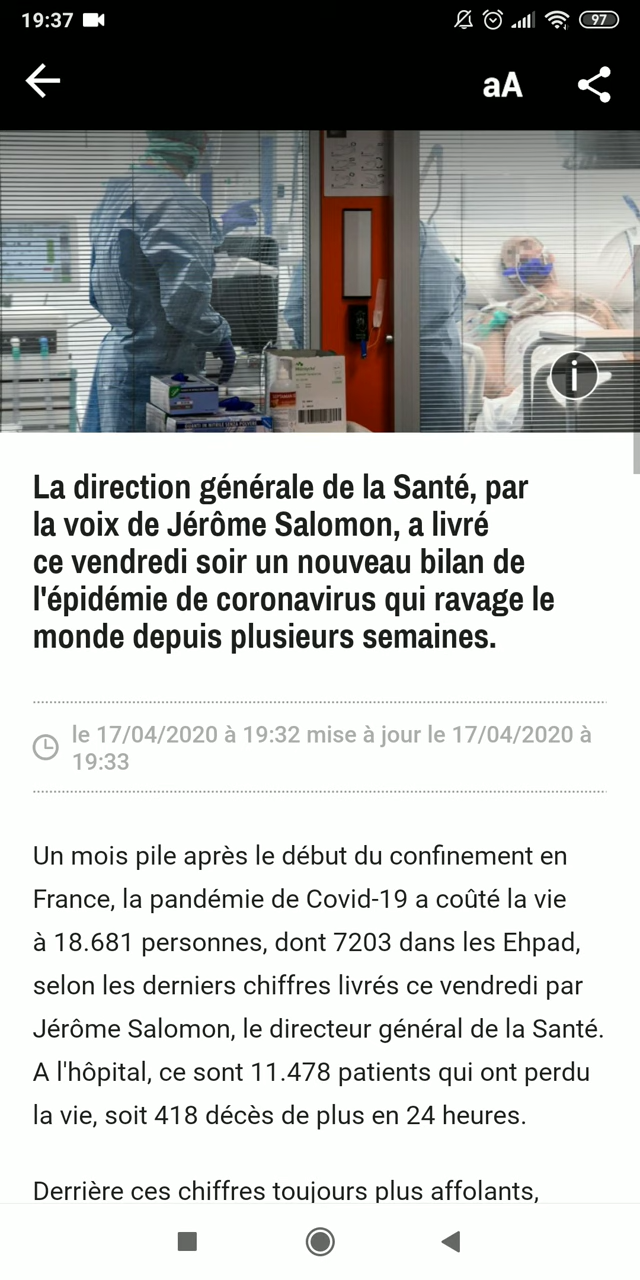 19:37
97
aA
La direction générale de la Santé, par
la voix de Jérôme Salomon, a livré
ce vendredi soir un nouveau bilan de
l'épidémie de coronavirus qui ravage le
monde depuis plusieurs semaines.
le 17/04/2020 à 19:32 mise à jour le 17/04/2020 à
19:33
Un mois pile après le début du confinement en
France, la pandémie de Covid-19 a coûté la vie
à 18.681 personnes, dont 7203 dans les Ehpad,
selon les derniers chiffres livrés ce vendredi par
Jérôme Salomon, le directeur général de la Santé.
A l'hôpital, ce sont 11.478 patients qui ont perdu
la vie, soit 418 décès de plus en 24 heures.
Derrière ces chiffres toujours plus affolants,